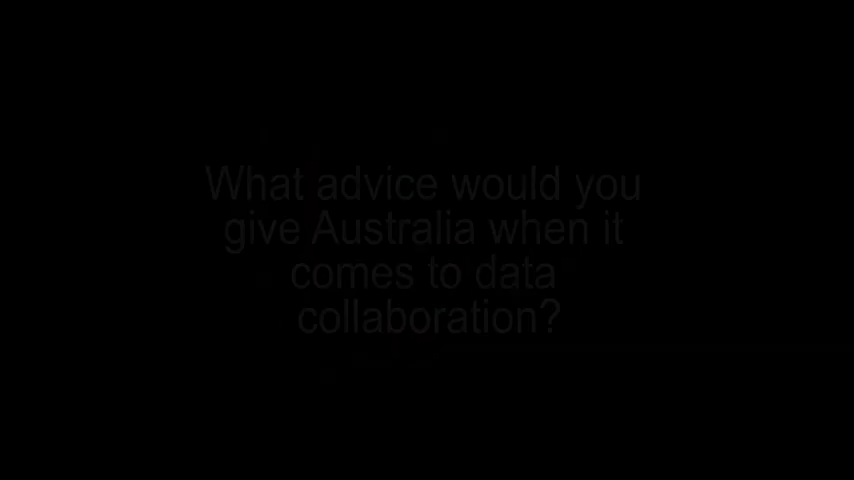 What advice would you
give Australia when it
comes to data
collaboration?